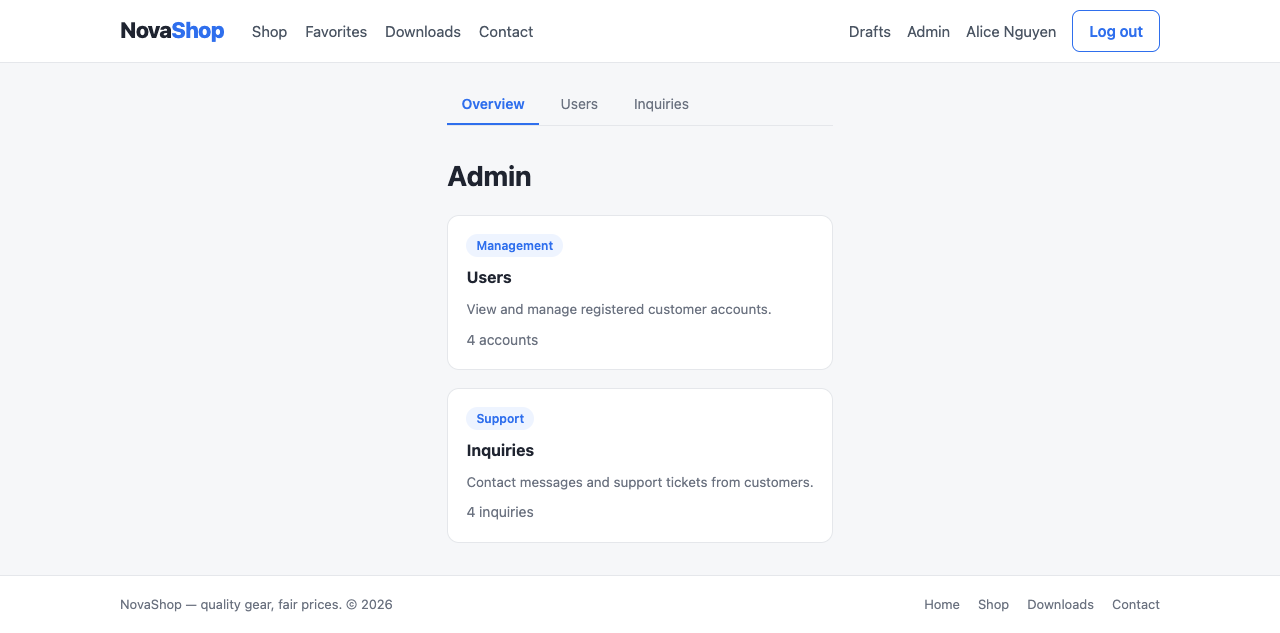 NovaShop Shop Favorites Downloads Contact Drafts Admin Alice Nguyen Log out
Overview Users Inquiries
Admin
Management
Users
View and manage registered customer accounts.
4 accounts
Support
Inquiries
Contact messages and support tickets from customers.
4 inquiries
NovaShop — quality gear, fair prices. © 2026 Home Shop Downloads Contact